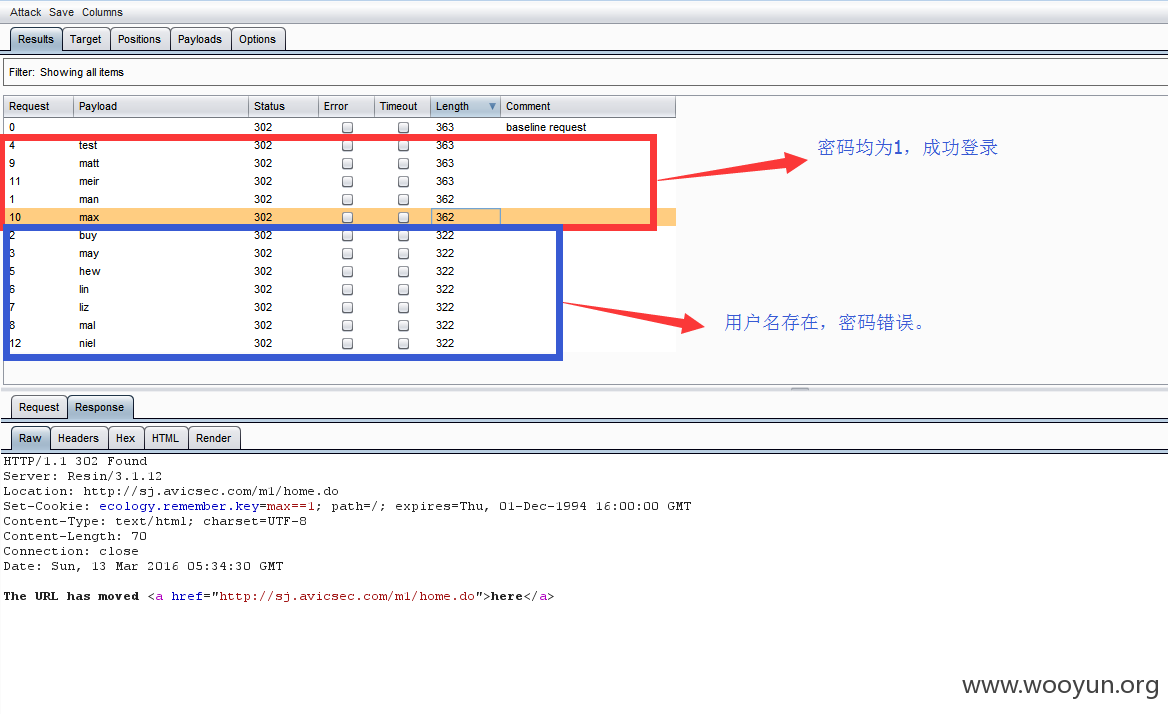 Attack Save Columns
Results Target Positions Payloads Options
Filter: Showing all items
Request Payload Status Error Timeout Length Comment
0 302 363 baseline request
4 test 302 363
9 matt 302 363
11 meir 302 363
1 man 302 362
10 max 302 362
2 buy 302 322
3 may 302 322
5 hew 302 322
6 lin 302 322
7 liz 302 322
8 mal 302 322
12 niel 302 322
密码均为1，成功登录
用户名存在，密码错误。
Request Response
Raw Headers Hex HTML Render
HTTP/1.1 302 Found
Server: Resin/3.1.12
Location: http://sj.avicsec.com/m1/home.do
Set-Cookie: ecology.remember.key=max==1; path=/; expires=Thu, 01-Dec-1994 16:00:00 GMT
Content-Type: text/html; charset=UTF-8
Content-Length: 70
Connection: close
Date: Sun, 13 Mar 2016 05:34:30 GMT
The URL has moved <a href="http://sj.avicsec.com/m1/home.do">here</a>
www.wooyun.org